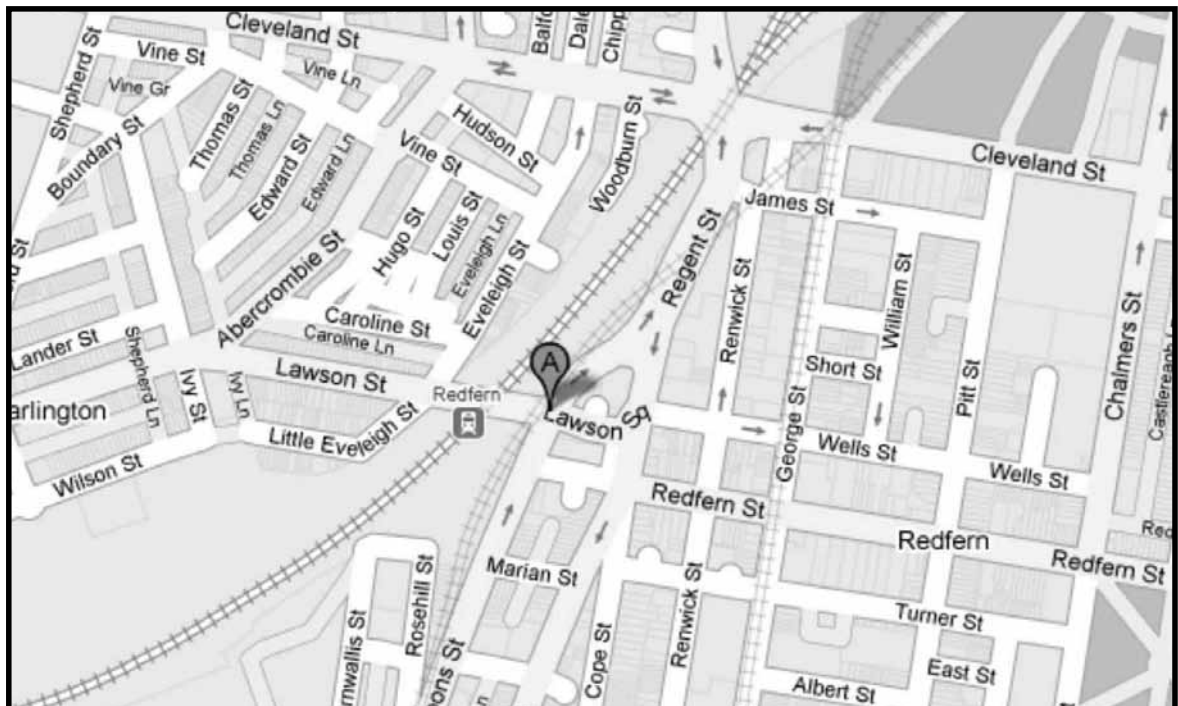 Shepherd St
Vine St
Cleveland St
Vine Ln
Vine Gr
Boundary St
Thomas St
Thomas Ln
Edward St
Edward Ln
Hudson St
Vine St
Woodburn St
Cleveland St
James St
Abercrombie St
Hugo St
Louis St
Eveleigh Ln
Eveleigh St
Regent St
Renwick St
William St
Pitt St
Chalmers St
Caroline St
Caroline Ln
Lander St
Shepherd Ln
Ivy St
Ivy Ln
Lawson St
Short St
Redfern
A
Lawson Sq
George St
Little Eveleigh St
Wilson St
Wells St
Wells St
Redfern St
Redfern
Redfern St
Marian St
Rosehill St
Cope St
Renwick St
Turner St
East St
Albert St